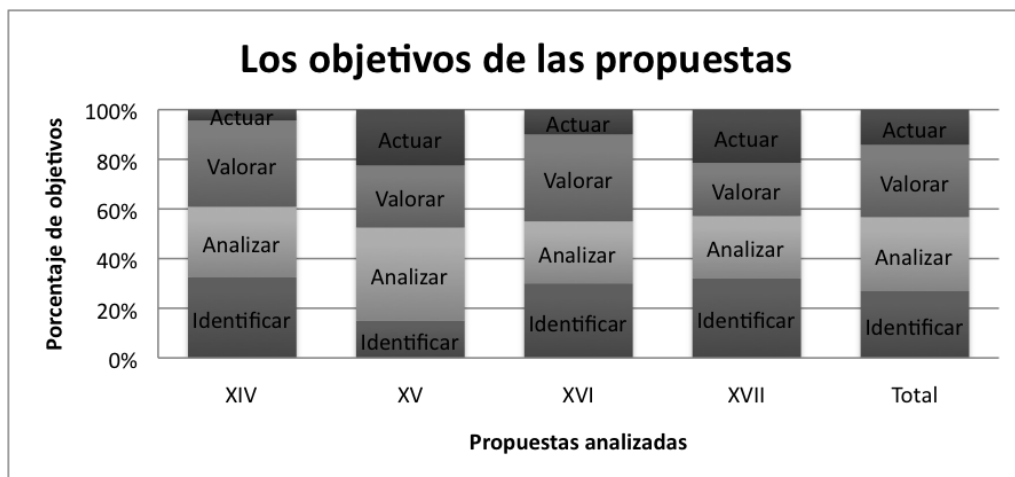 Los objetivos de las propuestas
Porcentaje de objetivos
100%
80%
60%
40%
20%
0%
Actuar
Valorar
Analizar
Identificar
Actuar
Valorar
Analizar
Identificar
Actuar
Valorar
Analizar
Identificar
Actuar
Valorar
Analizar
Identificar
Actuar
Valorar
Analizar
Identificar
XIV XV XVI XVII Total
Propuestas analizadas